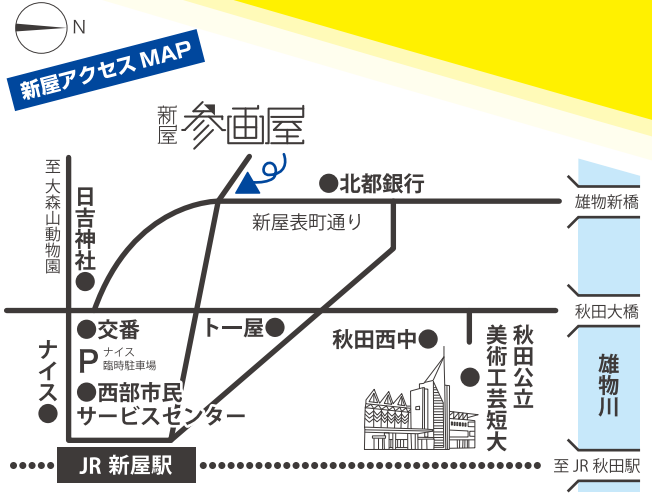 N
新屋アクセスMAP
新屋
参画屋
至大森山動物園
日吉神社
北都銀行
新屋表町通り
雄物新橋
秋田大橋
交番
P
ナイス
臨時駐車場
ナイス
西部市民
サービスセンター
トー屋
秋田西中
秋田公立
美術工芸短大
雄物川
JR 新屋駅
至 JR 秋田駅